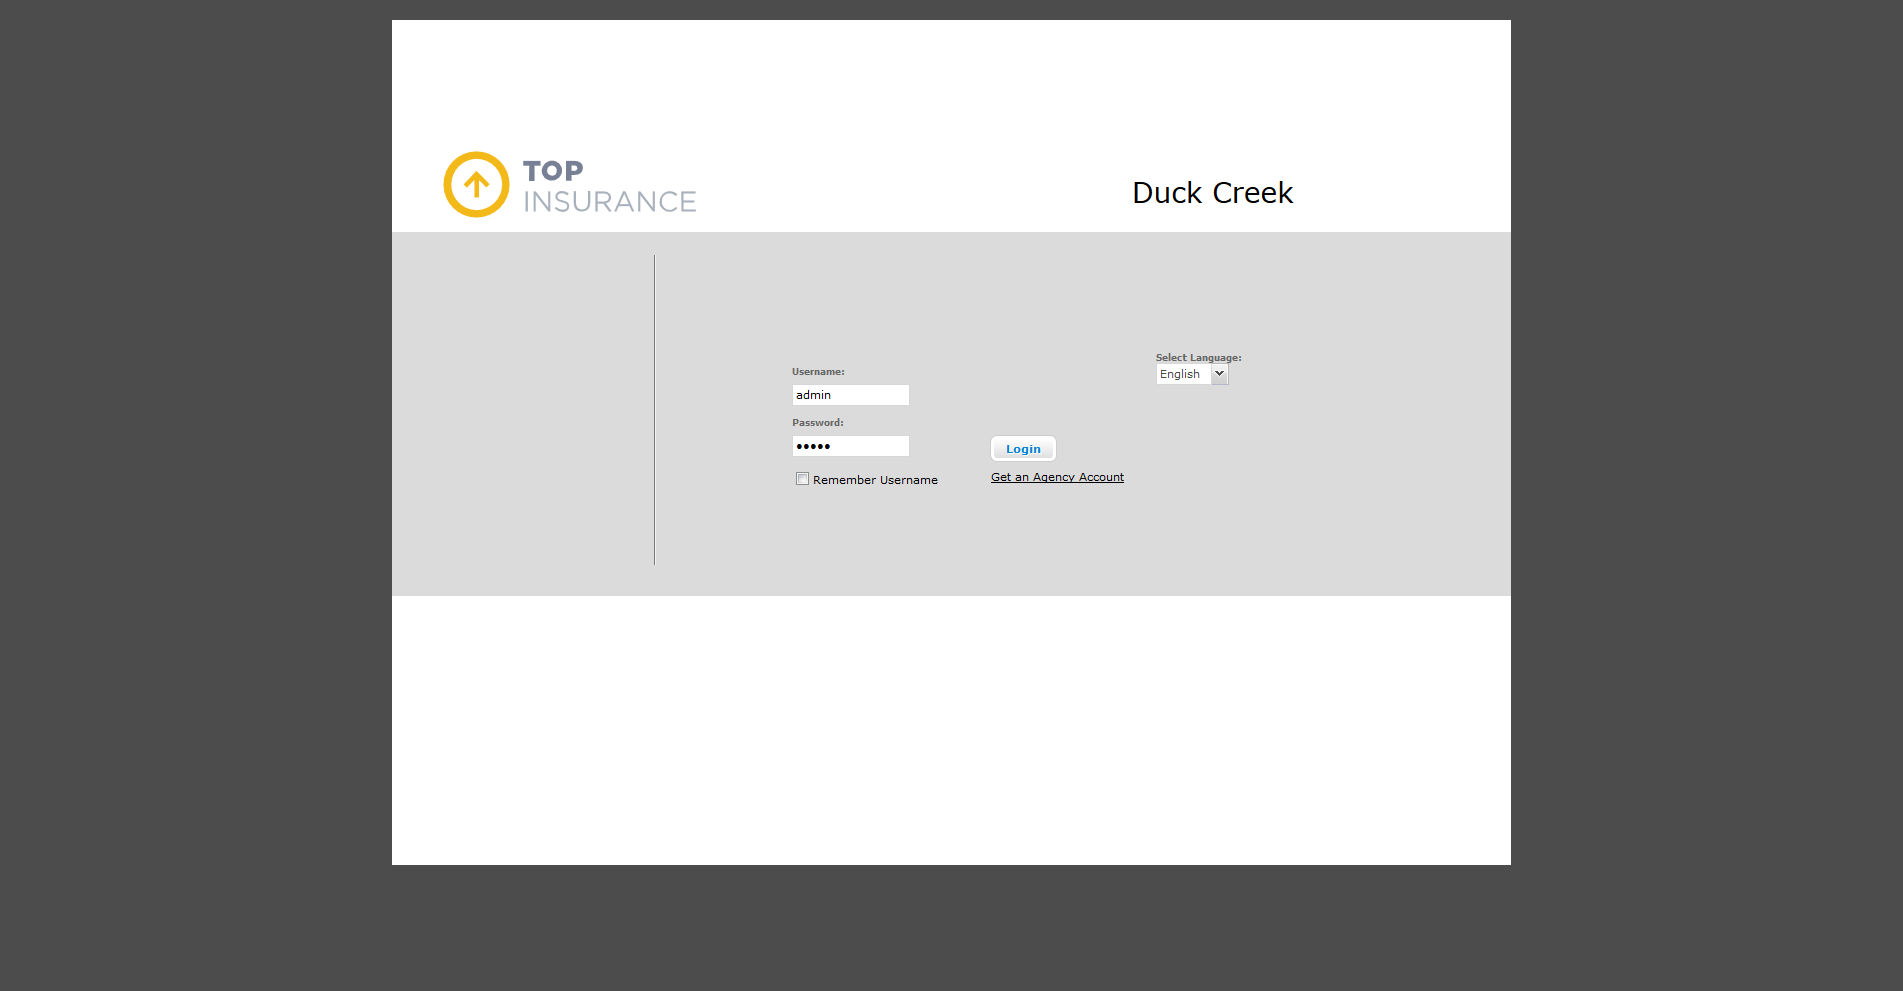 TOP
INSURANCE
Duck Creek
Select Language:
English
Username:
admin
Password:
•••••
Login
Remember Username
Get an Agency Account